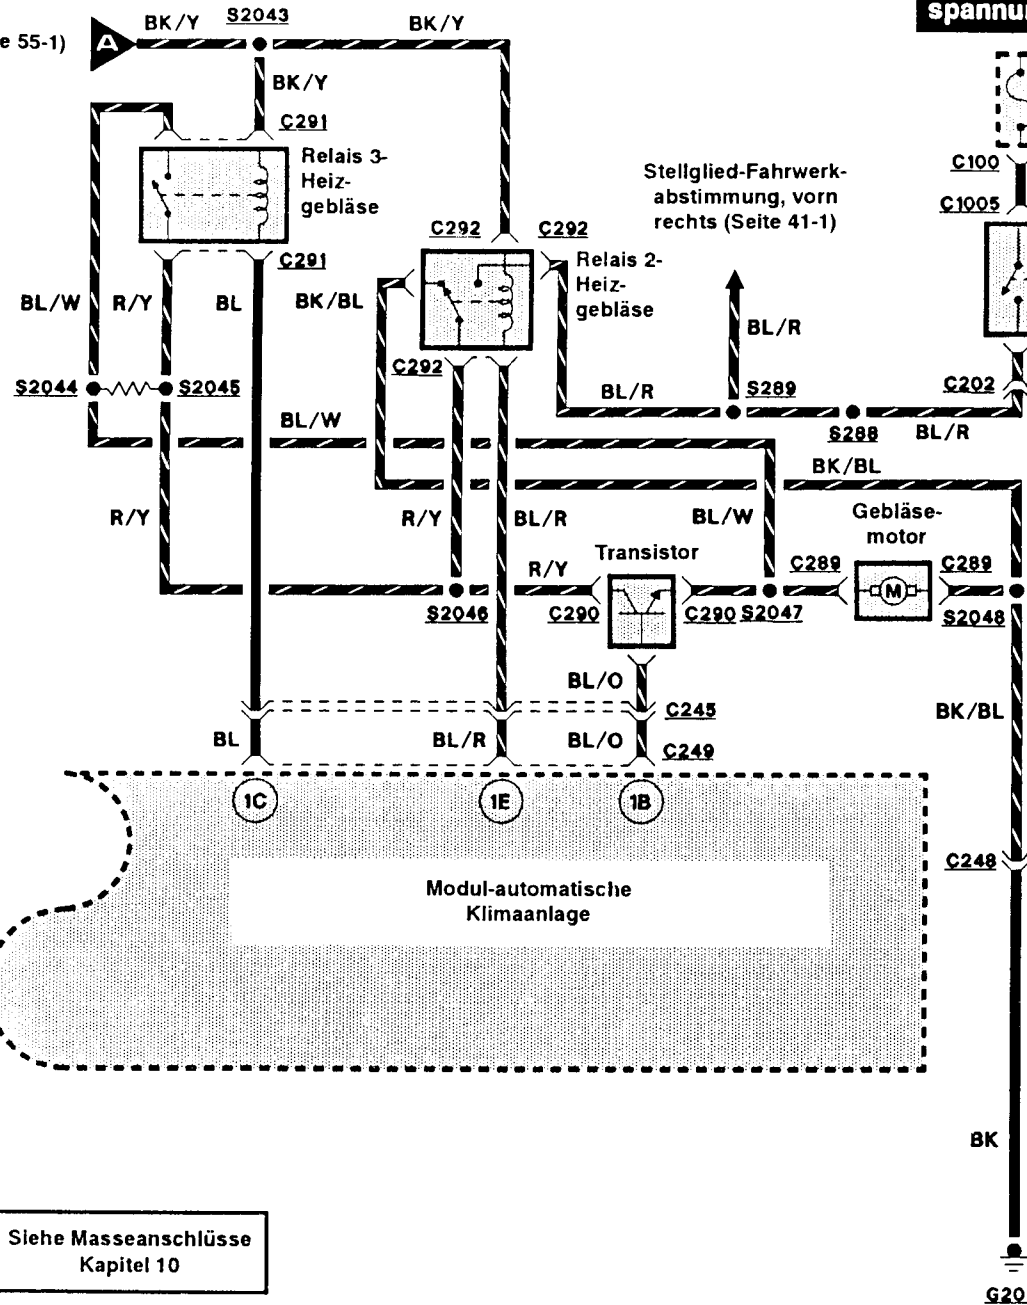 spannu
e 55-1)
A
BK/Y
S2043
BK/Y
BK/Y
C291
Relais 3-
Heiz-
gebläse
C291
BL/W
R/Y
BL
BK/BL
C292
C292
Relais 2-
Heiz-
gebläse
C292
Stellglied-Fahrwerk-
abstimmung, vorn
rechts (Seite 41-1)
BL/R
C100
C1005
C202
S2044
S2045
BL/W
BL/R
S289
S288
BL/R
BK/BL
R/Y
R/Y
BL/R
BL/W
Gebläse-
motor
Transistor
R/Y
C289
C289
M
S2046
C290
C290
S2047
S2048
BL/O
C245
BL
BL/R
BL/O
C249
BK/BL
1C
1E
1B
Modul-automatische
Klimaanlage
C248
BK
Siehe Masseanschlüsse
Kapitel 10
G20